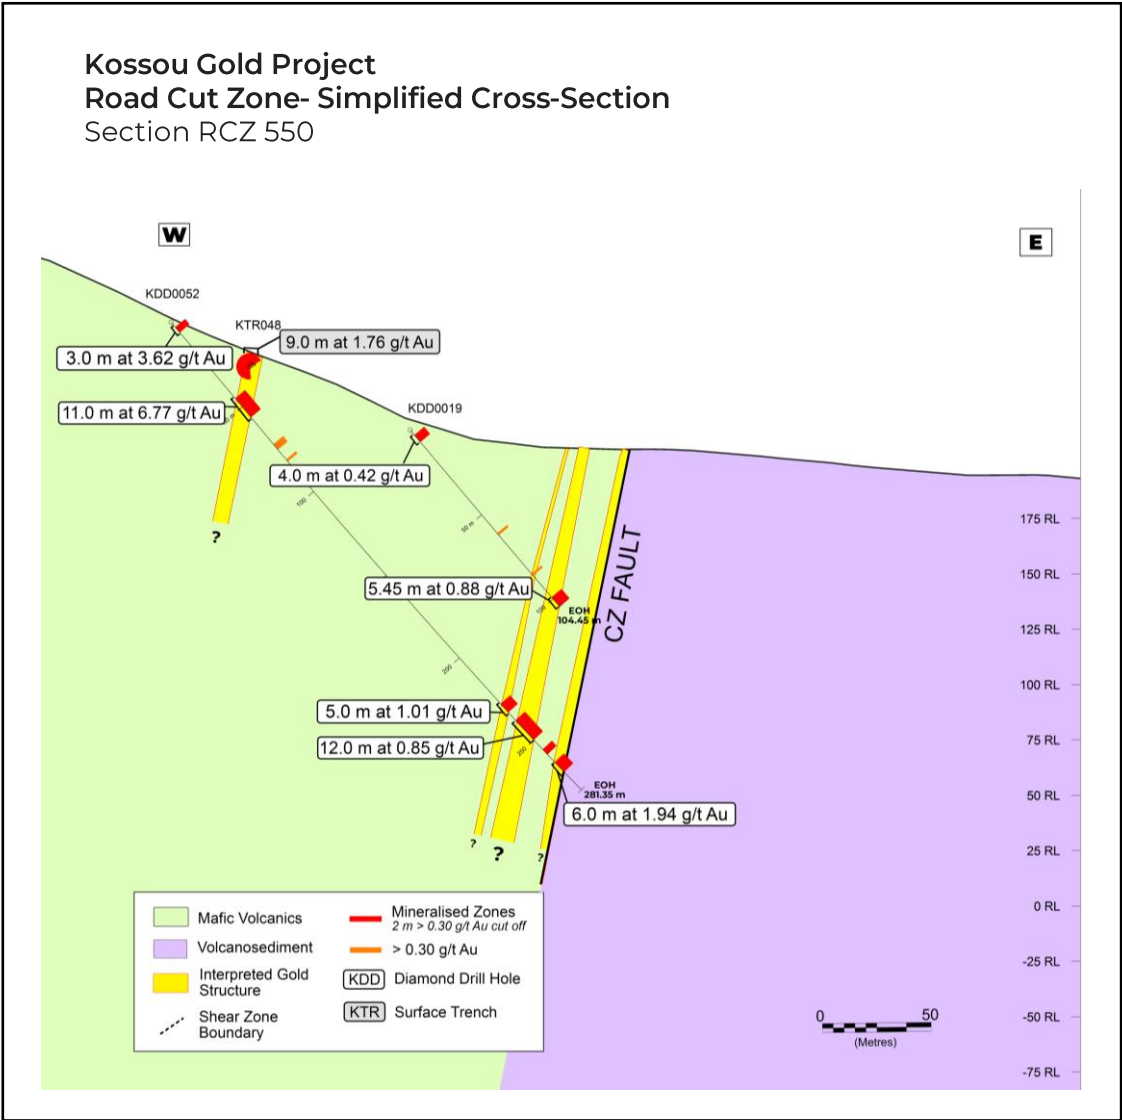 Kossou Gold Project
Road Cut Zone- Simplified Cross-Section
Section RCZ 550
W
E
KDD0052
KTR048
9.0 m at 1.76 g/t Au
3.0 m at 3.62 g/t Au
11.0 m at 6.77 g/t Au
KDD0019
4.0 m at 0.42 g/t Au
100
50 m
5.45 m at 0.88 g/t Au
100
EOH
104.45 m
CZ FAULT
?
200
5.0 m at 1.01 g/t Au
12.0 m at 0.85 g/t Au
250
EOH
281.35 m
6.0 m at 1.94 g/t Au
?
?
?
175 RL
150 RL
125 RL
100 RL
75 RL
50 RL
25 RL
0 RL
-25 RL
-50 RL
-75 RL
Mafic Volcanics
Volcanosediment
Interpreted Gold
Structure
Shear Zone
Boundary
Mineralised Zones
2 m > 0.30 g/t Au cut off
> 0.30 g/t Au
KDD Diamond Drill Hole
KTR Surface Trench
0 50
(Metres)